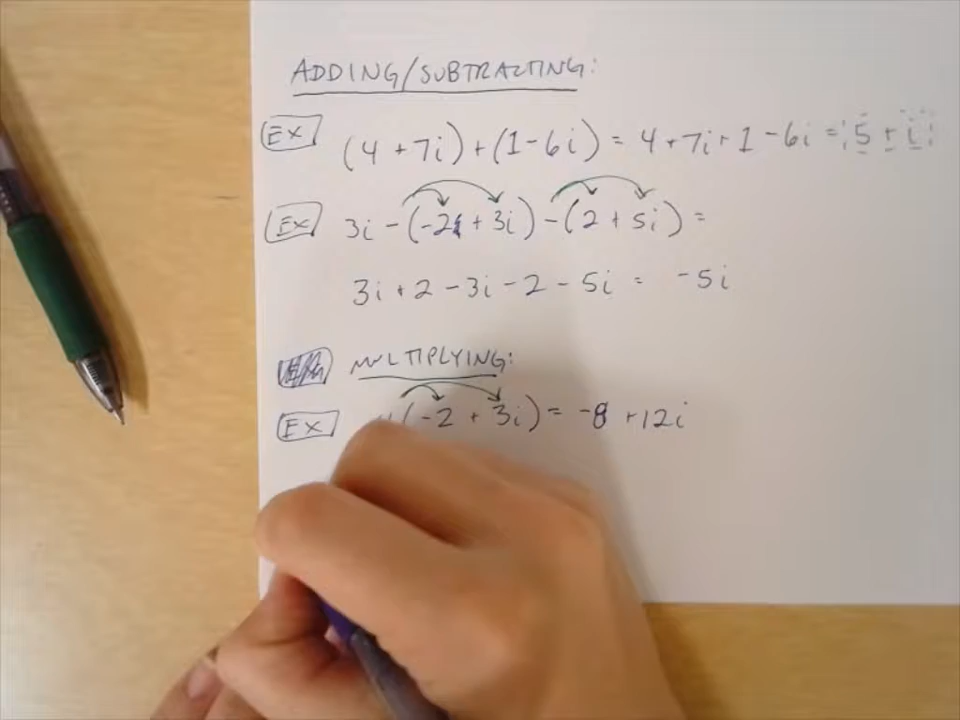 ADDING/SUBTRACTING:
EX (4 + 7i) + (1 - 6i) = 4 + 7i + 1 - 6i = 5 + i
EX 3i - (-2 + 3i) - (2 + 5i) =
3i + 2 - 3i - 2 - 5i = -5i
MULTIPLYING:
EX (-2 + 3i) = -8 + 12i